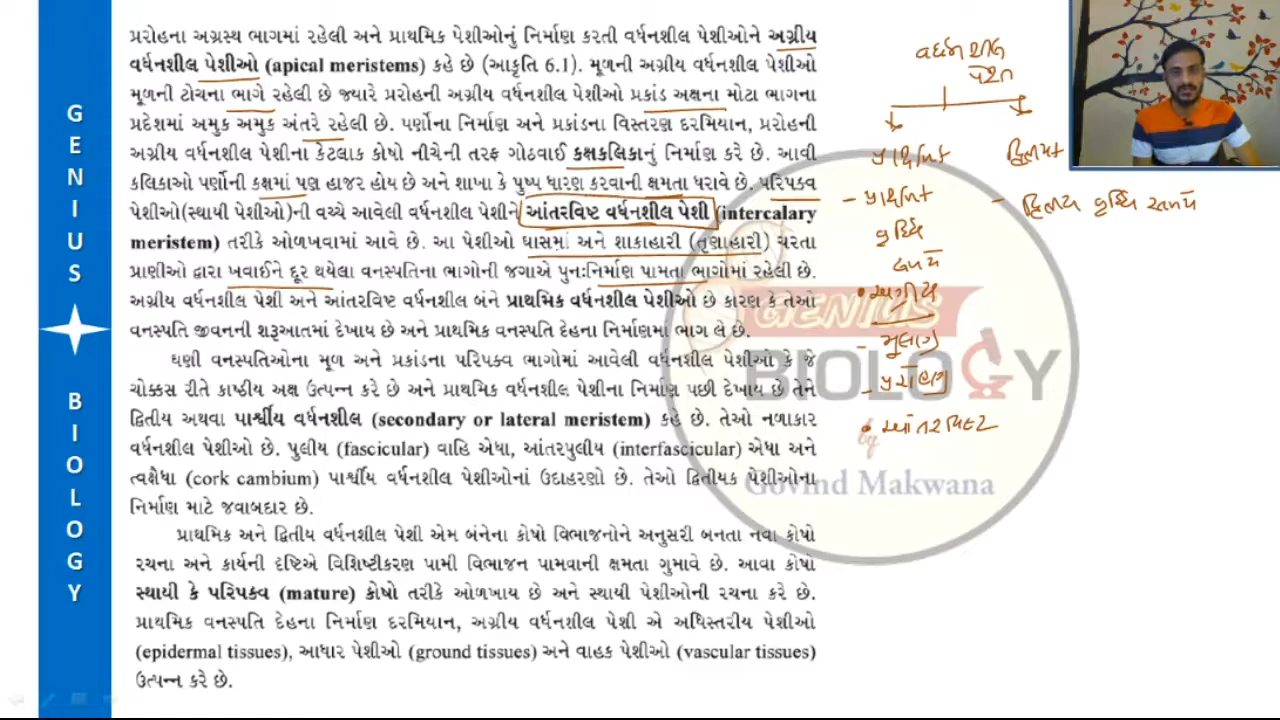 GENIUS BIOLOGY
પ્રરોહના અગ્રસ્થ ભાગમાં રહેલી અને પ્રાથમિક પેશીઓનું નિર્માણ કરતી વર્ધનશીલ પેશીઓને અગ્રીય
વર્ધનશીલ પેશીઓ (apical meristems) કહે છે (આકૃતિ 6.1). મૂળની અગ્રીય વર્ધનશીલ પેશીઓ
મૂળની ટોચના ભાગે રહેલી છે જ્યારે પ્રરોહની અગ્રીય વર્ધનશીલ પેશીઓ પ્રકાંડ અક્ષના મોટા ભાગના
પ્રદેશમાં અમુક અમુક અંતરે રહેલી છે. પર્ણોના નિર્માણ અને પ્રકાંડના વિસ્તરણ દરમિયાન, પ્રરોહની
અગ્રીય વર્ધનશીલ પેશીના કેટલાક કોષો નીચેની તરફ ગોઠવાઈ કક્ષકલિકાનું નિર્માણ કરે છે. આવી
કલિકાઓ પર્ણોની કક્ષમાં પણ હાજર હોય છે અને શાખા કે પુષ્પ ધારણ કરવાની ક્ષમતા ધરાવે છે. પરિપક્વ
પેશીઓ(સ્થાયી પેશીઓ)ની વચ્ચે આવેલી વર્ધનશીલ પેશીને આંતરવિષ્ટ વર્ધનશીલ પેશી (intercalary
meristem) તરીકે ઓળખવામાં આવે છે. આ પેશીઓ ઘાસમાં અને શાકાહારી (તૃણાહારી) ચરતા
પ્રાણીઓ દ્વારા ખવાઈને દૂર થયેલા વનસ્પતિના ભાગોની જગાએ પુનઃનિર્માણ પામતા ભાગોમાં રહેલી છે.
અગ્રીય વર્ધનશીલ પેશી અને આંતરવિષ્ટ વર્ધનશીલ બંને પ્રાથમિક વર્ધનશીલ પેશીઓ છે કારણ કે તેઓ
વનસ્પતિ જીવનની શરૂઆતમાં દેખાય છે અને પ્રાથમિક વનસ્પતિ દેહના નિર્માણમાં ભાગ લે છે.
ઘણી વનસ્પતિઓના મૂળ અને પ્રકાંડના પરિપક્વ ભાગોમાં આવેલી વર્ધનશીલ પેશીઓ કે જે
ચોક્કસ રીતે કાષ્ઠીય અક્ષ ઉત્પન્ન કરે છે અને પ્રાથમિક વર્ધનશીલ પેશીના નિર્માણ પછી દેખાય છે તેને
દ્વિતીય અથવા પાર્શ્વીય વર્ધનશીલ (secondary or lateral meristem) કહે છે. તેઓ નળાકાર
વર્ધનશીલ પેશીઓ છે. પુલીય (fascicular) વાહિ એધા, આંતરપુલીય (interfascicular) એધા અને
ત્વક્ષૈધા (cork cambium) પાર્શ્વીય વર્ધનશીલ પેશીઓનાં ઉદાહરણો છે. તેઓ દ્વિતીયક પેશીઓના
નિર્માણ માટે જવાબદાર છે.
પ્રાથમિક અને દ્વિતીય વર્ધનશીલ પેશી એમ બંનેના કોષો વિભાજનોને અનુસરી બનતા નવા કોષો
રચના અને કાર્યની દૃષ્ટિએ વિશિષ્ટીકરણ પામી વિભાજન પામવાની ક્ષમતા ગુમાવે છે. આવા કોષો
સ્થાયી કે પરિપક્વ (mature) કોષો તરીકે ઓળખાય છે અને સ્થાયી પેશીઓની રચના કરે છે.
પ્રાથમિક વનસ્પતિ દેહના નિર્માણ દરમિયાન, અગ્રીય વર્ધનશીલ પેશી એ અધિસ્તરીય પેશીઓ
(epidermal tissues), આધાર પેશીઓ (ground tissues) અને વાહક પેશીઓ (vascular tissues)
ઉત્પન્ન કરે છે.
GENIUS
BIOLOGY
by
Govind Makwana